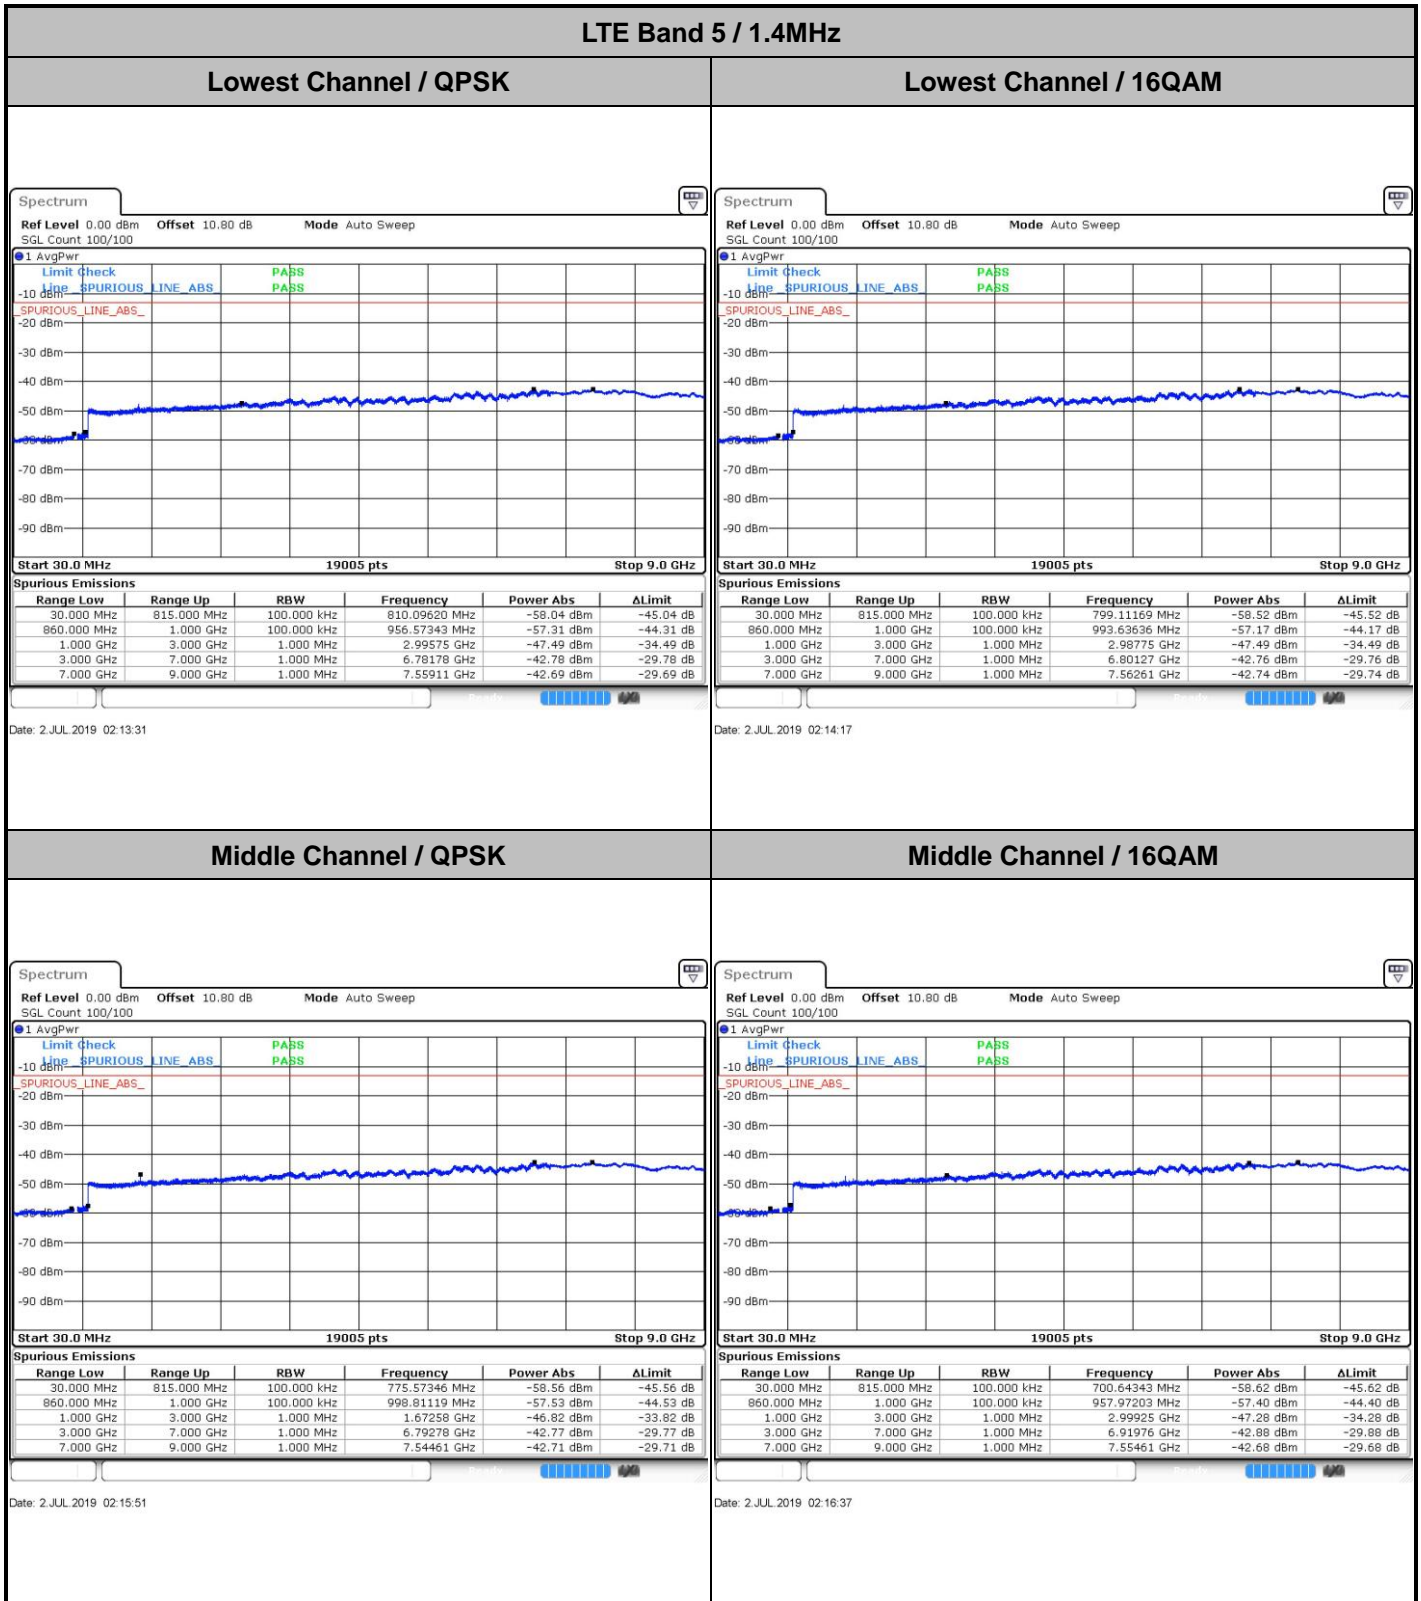 LTE Band 5 / 1.4MHz
Lowest Channel / QPSK
Lowest Channel / 16QAM
Spectrum
Ref Level 0.00 dBm Offset 10.80 dB Mode Auto Sweep
SGL Count 100/100
1 AvgPwr
Limit Check PASS
Line _SPURIOUS_LINE_ABS_ PASS
-10 dBm
_SPURIOUS_LINE_ABS_
-20 dBm
-30 dBm
-40 dBm
-50 dBm
-60 dBm
-70 dBm
-80 dBm
-90 dBm
Start 30.0 MHz 19005 pts Stop 9.0 GHz
Spurious Emissions
Range Low Range Up RBW Frequency Power Abs ΔLimit
30.000 MHz 815.000 MHz 100.000 kHz 810.09620 MHz -58.04 dBm -45.04 dB
860.000 MHz 1.000 GHz 100.000 kHz 956.57343 MHz -57.31 dBm -44.31 dB
1.000 GHz 3.000 GHz 1.000 MHz 2.99575 GHz -47.49 dBm -34.49 dB
3.000 GHz 7.000 GHz 1.000 MHz 6.78178 GHz -42.78 dBm -29.78 dB
7.000 GHz 9.000 GHz 1.000 MHz 7.55911 GHz -42.69 dBm -29.69 dB
Date: 2.JUL.2019 02:13:31
Spectrum
Ref Level 0.00 dBm Offset 10.80 dB Mode Auto Sweep
SGL Count 100/100
1 AvgPwr
Limit Check PASS
Line _SPURIOUS_LINE_ABS_ PASS
-10 dBm
_SPURIOUS_LINE_ABS_
-20 dBm
-30 dBm
-40 dBm
-50 dBm
-60 dBm
-70 dBm
-80 dBm
-90 dBm
Start 30.0 MHz 19005 pts Stop 9.0 GHz
Spurious Emissions
Range Low Range Up RBW Frequency Power Abs ΔLimit
30.000 MHz 815.000 MHz 100.000 kHz 799.11169 MHz -58.52 dBm -45.52 dB
860.000 MHz 1.000 GHz 100.000 kHz 993.63636 MHz -57.17 dBm -44.17 dB
1.000 GHz 3.000 GHz 1.000 MHz 2.98775 GHz -47.49 dBm -34.49 dB
3.000 GHz 7.000 GHz 1.000 MHz 6.80127 GHz -42.76 dBm -29.76 dB
7.000 GHz 9.000 GHz 1.000 MHz 7.56261 GHz -42.74 dBm -29.74 dB
Date: 2.JUL.2019 02:14:17
Middle Channel / QPSK
Middle Channel / 16QAM
Spectrum
Ref Level 0.00 dBm Offset 10.80 dB Mode Auto Sweep
SGL Count 100/100
1 AvgPwr
Limit Check PASS
Line _SPURIOUS_LINE_ABS_ PASS
-10 dBm
_SPURIOUS_LINE_ABS_
-20 dBm
-30 dBm
-40 dBm
-50 dBm
-60 dBm
-70 dBm
-80 dBm
-90 dBm
Start 30.0 MHz 19005 pts Stop 9.0 GHz
Spurious Emissions
Range Low Range Up RBW Frequency Power Abs ΔLimit
30.000 MHz 815.000 MHz 100.000 kHz 775.57346 MHz -58.56 dBm -45.56 dB
860.000 MHz 1.000 GHz 100.000 kHz 998.81119 MHz -57.53 dBm -44.53 dB
1.000 GHz 3.000 GHz 1.000 MHz 1.67258 GHz -46.82 dBm -33.82 dB
3.000 GHz 7.000 GHz 1.000 MHz 6.79278 GHz -42.77 dBm -29.77 dB
7.000 GHz 9.000 GHz 1.000 MHz 7.54461 GHz -42.71 dBm -29.71 dB
Date: 2.JUL.2019 02:15:51
Spectrum
Ref Level 0.00 dBm Offset 10.80 dB Mode Auto Sweep
SGL Count 100/100
1 AvgPwr
Limit Check PASS
Line _SPURIOUS_LINE_ABS_ PASS
-10 dBm
_SPURIOUS_LINE_ABS_
-20 dBm
-30 dBm
-40 dBm
-50 dBm
-60 dBm
-70 dBm
-80 dBm
-90 dBm
Start 30.0 MHz 19005 pts Stop 9.0 GHz
Spurious Emissions
Range Low Range Up RBW Frequency Power Abs ΔLimit
30.000 MHz 815.000 MHz 100.000 kHz 700.64343 MHz -58.62 dBm -45.62 dB
860.000 MHz 1.000 GHz 100.000 kHz 957.97203 MHz -57.40 dBm -44.40 dB
1.000 GHz 3.000 GHz 1.000 MHz 2.99925 GHz -47.28 dBm -34.28 dB
3.000 GHz 7.000 GHz 1.000 MHz 6.91976 GHz -42.88 dBm -29.88 dB
7.000 GHz 9.000 GHz 1.000 MHz 7.55461 GHz -42.68 dBm -29.68 dB
Date: 2.JUL.2019 02:16:37